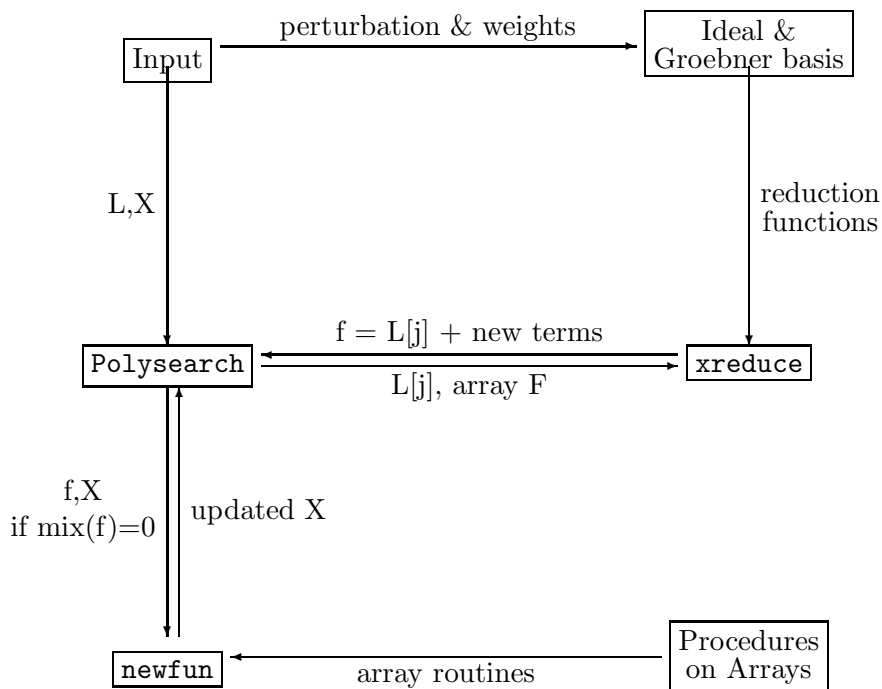 perturbation & weights
Input
Ideal &
Groebner basis
L,X
reduction
functions
f = L[j] + new terms
Polysearch
xreduce
L[j], array F
f,X
if mix(f)=0
updated X
newfun
array routines
Procedures
on Arrays